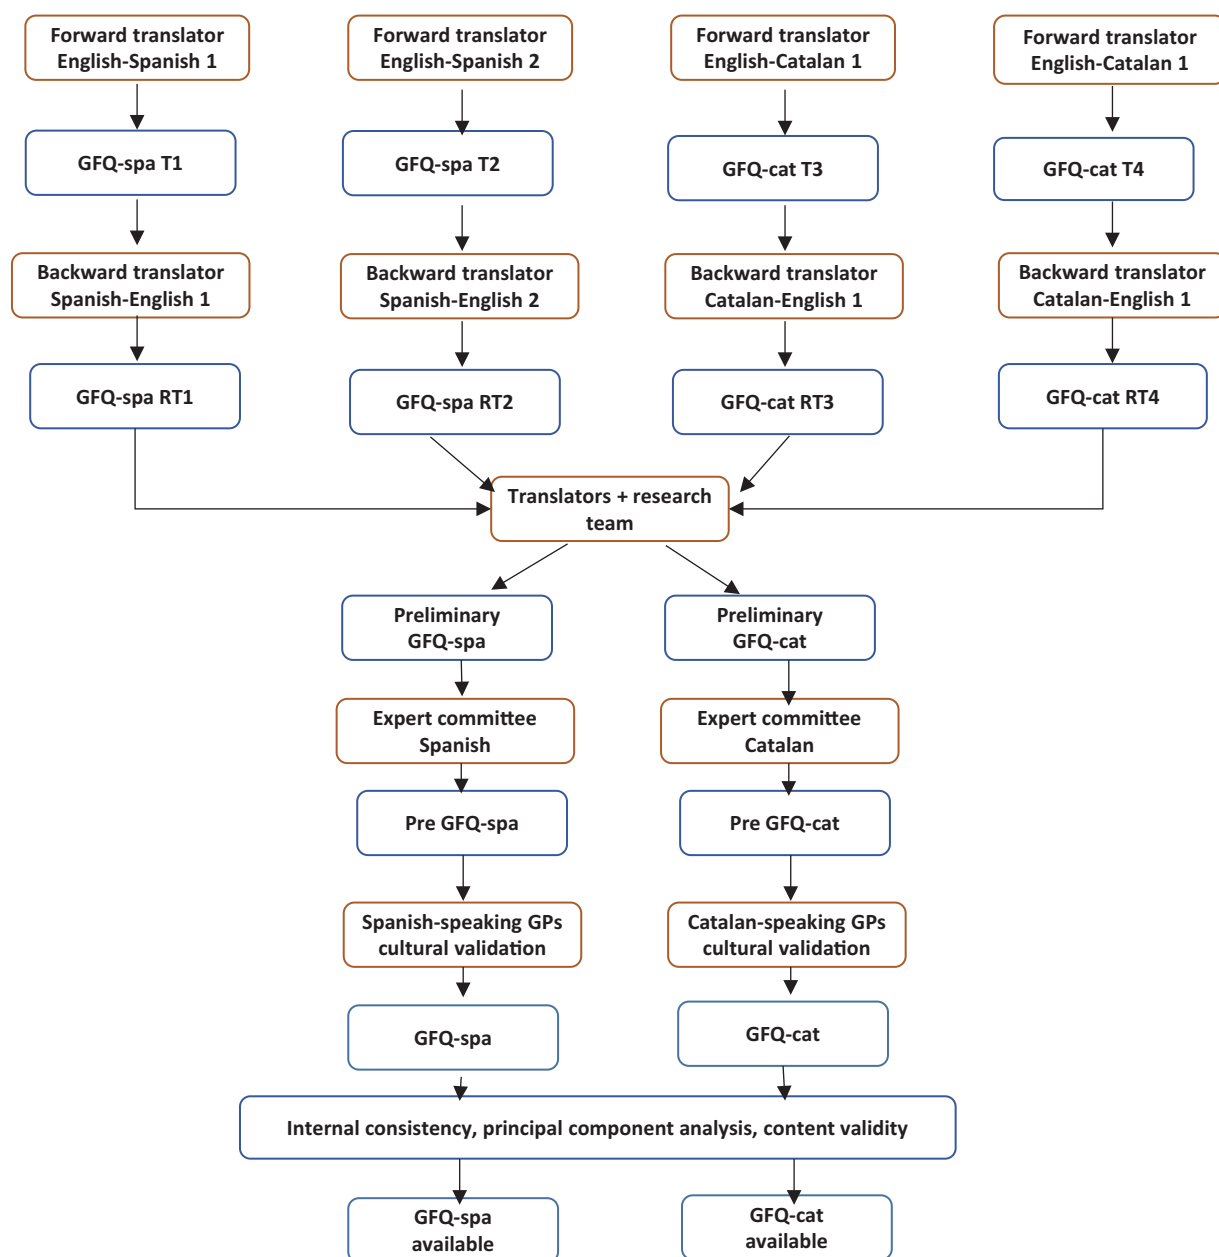 Forward translator
English-Spanish 1
Forward translator
English-Spanish 2
Forward translator
English-Catalan 1
Forward translator
English-Catalan 1
GFQ-spa T1
GFQ-spa T2
GFQ-cat T3
GFQ-cat T4
Backward translator
Spanish-English 1
Backward translator
Spanish-English 2
Backward translator
Catalan-English 1
Backward translator
Catalan-English 1
GFQ-spa RT1
GFQ-spa RT2
GFQ-cat RT3
GFQ-cat RT4
Translators + research
team
Preliminary
GFQ-spa
Preliminary
GFQ-cat
Expert committee
Spanish
Expert committee
Catalan
Pre GFQ-spa
Pre GFQ-cat
Spanish-speaking GPs
cultural validation
Catalan-speaking GPs
cultural validation
GFQ-spa
GFQ-cat
Internal consistency, principal component analysis, content validity
GFQ-spa
available
GFQ-cat
available